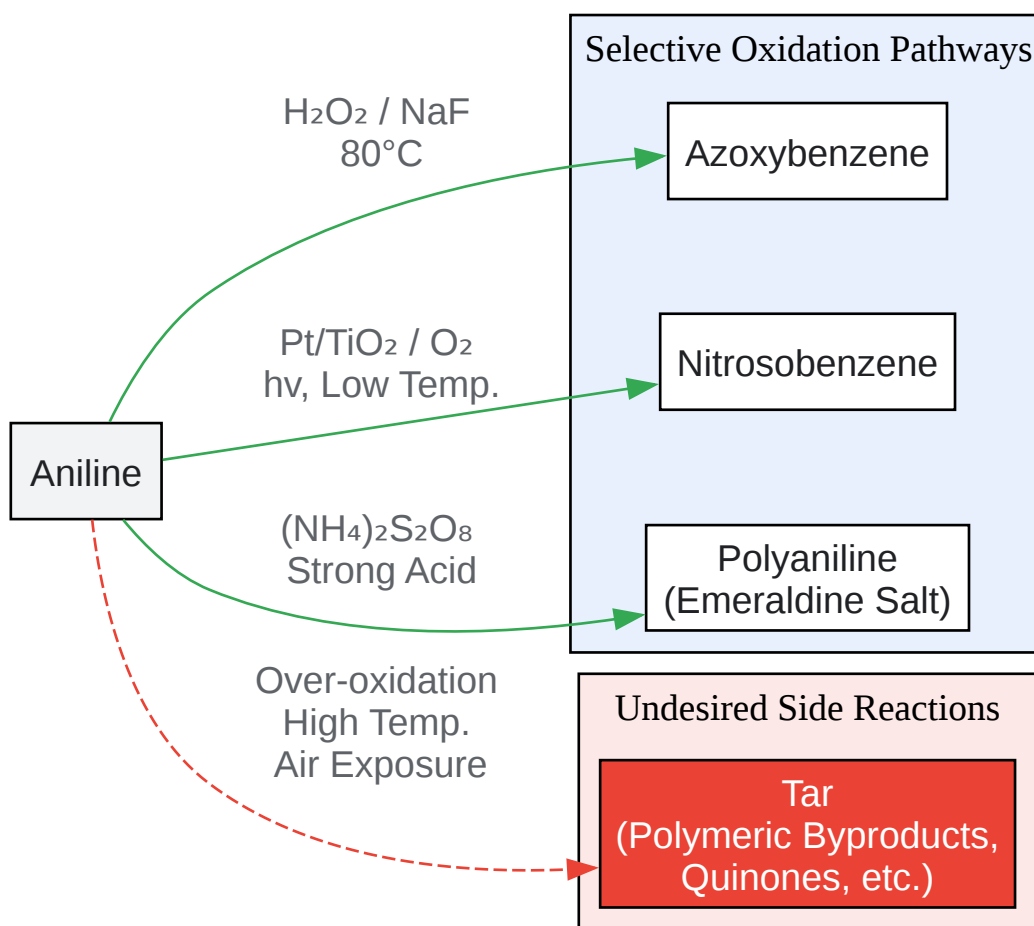 Selective Oxidation Pathways
H₂O₂ / NaF
80°C
Azoxybenzene
Pt/TiO₂ / O₂
hv, Low Temp.
Nitrosobenzene
Aniline
(NH₄)₂S₂O₈
Strong Acid
Polyaniline
(Emeraldine Salt)
Over-oxidation
High Temp.
Air Exposure
Undesired Side Reactions
Tar
(Polymeric Byproducts,
Quinones, etc.)